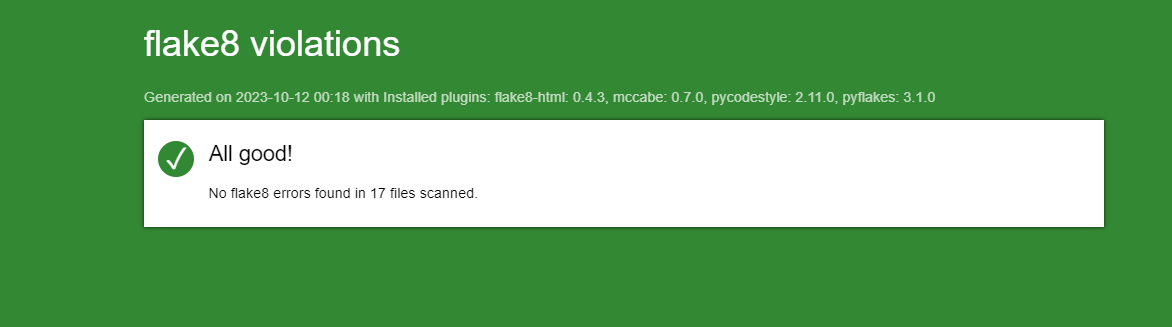 flake8 violations
Generated on 2023-10-12 00:18 with Installed plugins: flake8-html: 0.4.3, mccabe: 0.7.0, pycodestyle: 2.11.0, pyflakes: 3.1.0
All good!
No flake8 errors found in 17 files scanned.